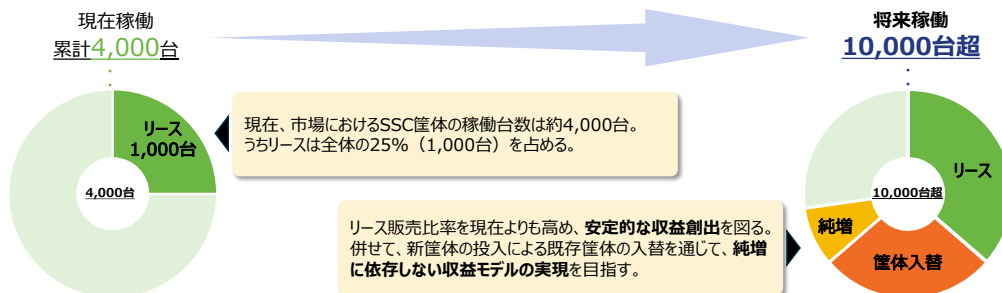 現在稼働
累計4,000台
将来稼働
10,000台超
リース
1,000台
4,000台
現在、市場におけるSSC筐体の稼働台数は約4,000台。
うちリースは全体の25%（1,000台）を占める。
リース
10,000台超
純増
筐体入替
リース販売比率を現在よりも高め、安定的な収益創出を図る。
併せて、新筐体の投入による既存筐体の入替を通じて、純増
に依存しない収益モデルの実現を目指す。